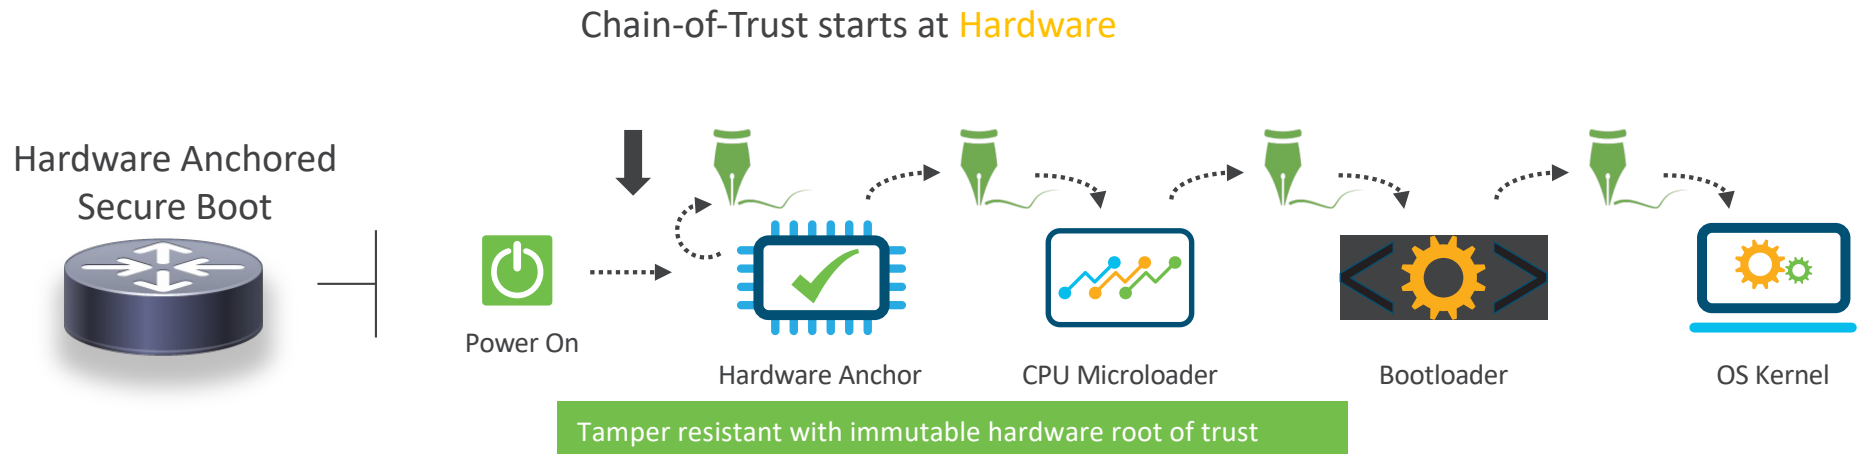 Chain-of-Trust starts at Hardware
Hardware Anchored
Secure Boot
Power On
Hardware Anchor
CPU Microloader
Bootloader
OS Kernel
Tamper resistant with immutable hardware root of trust